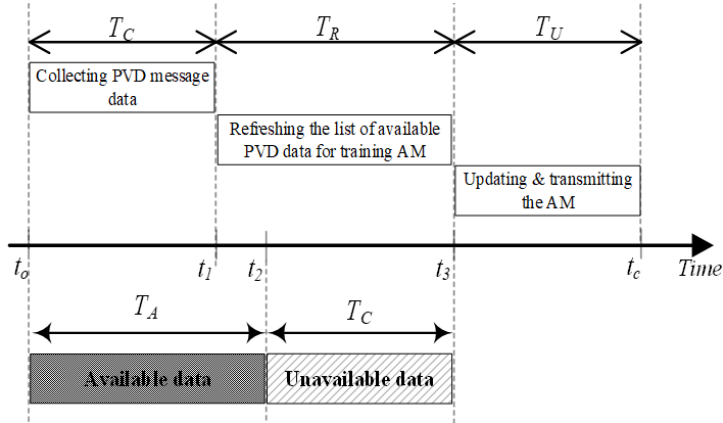 T_C T_R T_U
Collecting PVD message
data
Refreshing the list of available
PVD data for training AM
Updating & transmitting
the AM
t_o t_1 t_2 t_3 t_c Time
T_A T_C
Available data Unavailable data